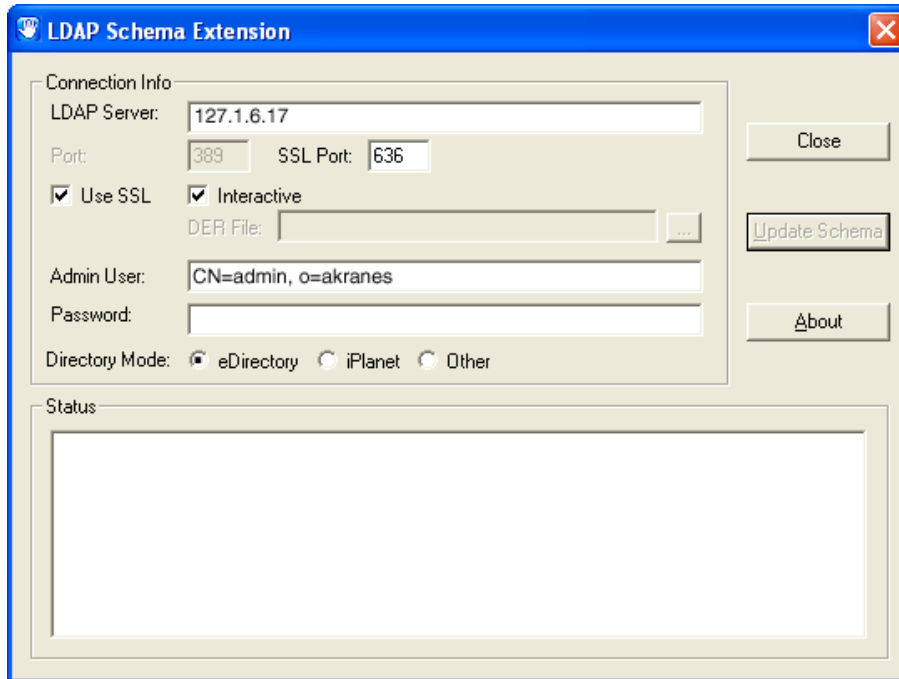 LDAP Schema Extension
Connection Info
LDAP Server: 127.1.6.17
Port: 389 SSL Port: 636
Close
Use SSL Interactive
DER File: ...
Update Schema
Admin User: CN=admin, o=akranes
Password:
About
Directory Mode: eDirectory iPlanet Other
Status